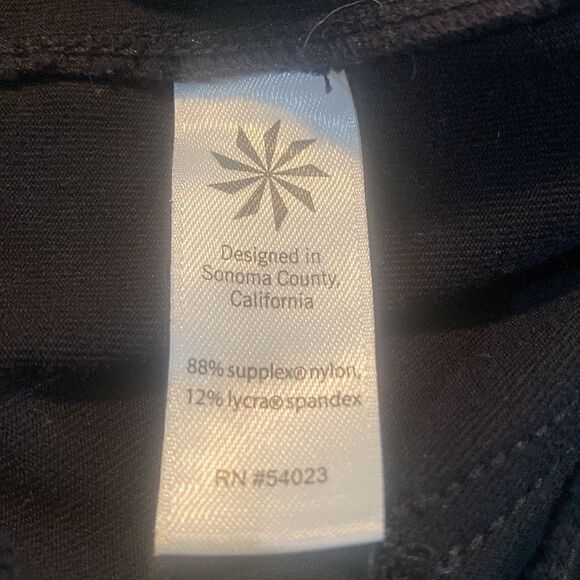 Designed in
Sonoma County,
California
88% supplex® nylon,
12% lycra® spandex
RN #54023